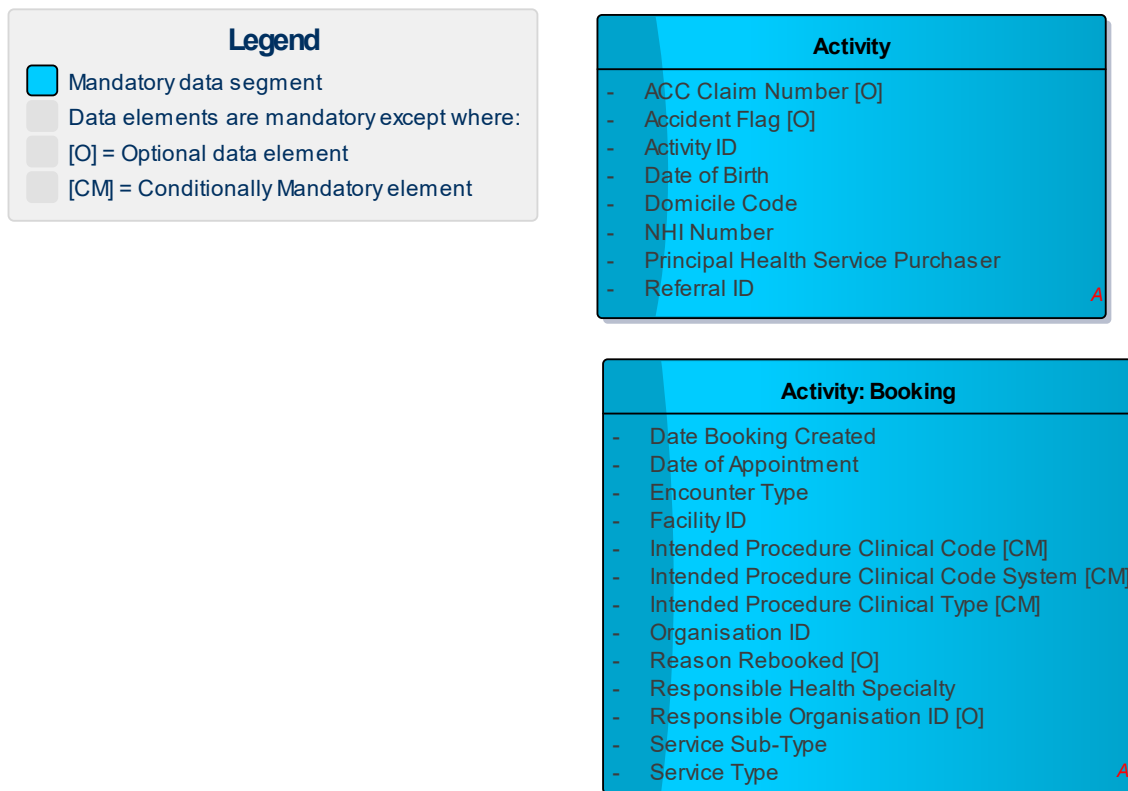 Legend
Mandatory data segment
Data elements are mandatory except where:
[O] = Optional data element
[CM] = Conditionally Mandatory element
Activity
- ACC Claim Number [O]
- Accident Flag [O]
- Activity ID
- Date of Birth
- Domicile Code
- NHI Number
- Principal Health Service Purchaser
- Referral ID
A
Activity: Booking
- Date Booking Created
- Date of Appointment
- Encounter Type
- Facility ID
- Intended Procedure Clinical Code [CM]
- Intended Procedure Clinical Code System [CM]
- Intended Procedure Clinical Type [CM]
- Organisation ID
- Reason Rebooked [O]
- Responsible Health Specialty
- Responsible Organisation ID [O]
- Service Sub-Type
- Service Type
A